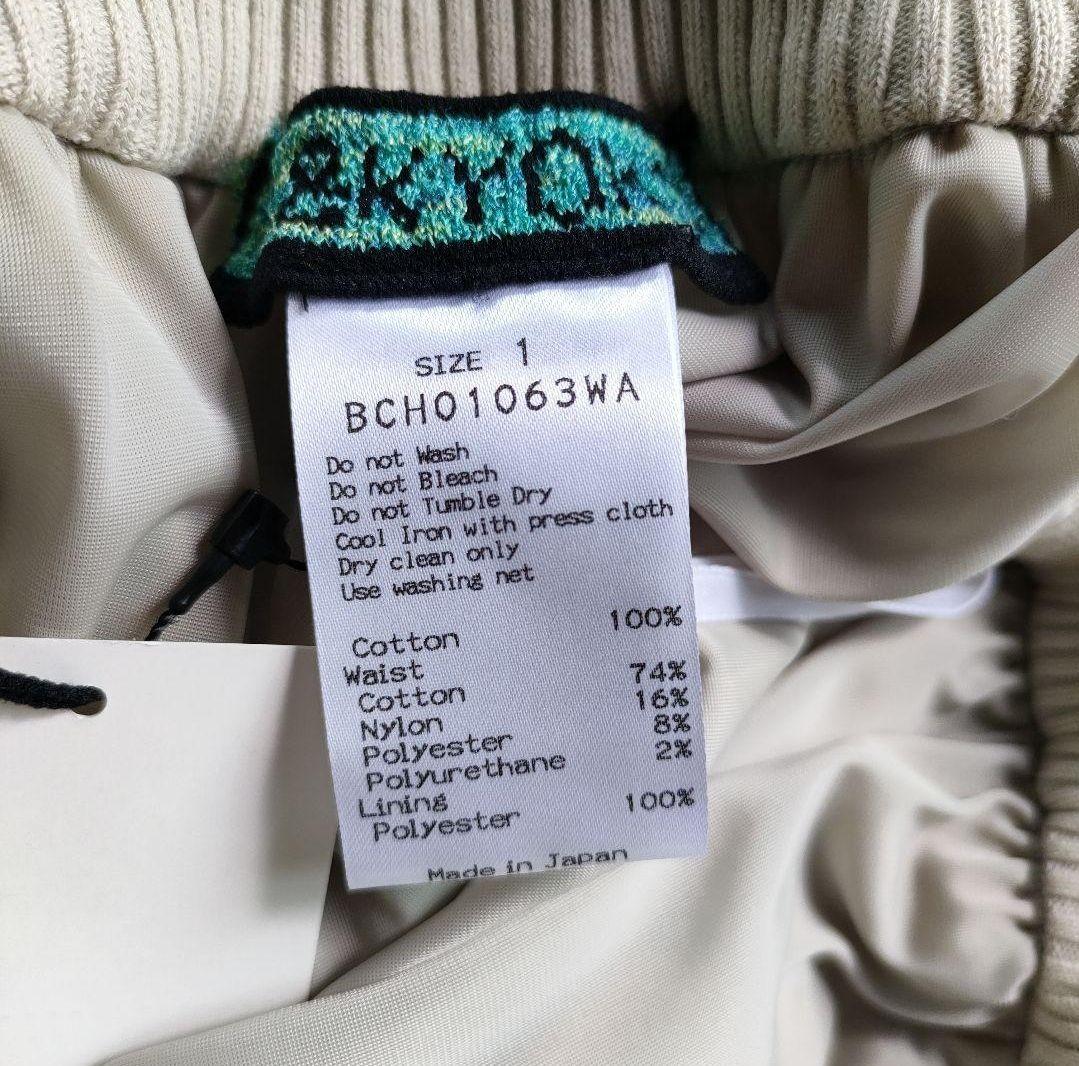 &KYO
SIZE 1
BCH01063WA
Do not Wash
Do not Bleach
Do not Tumble Dry
Cool Iron with press cloth
Dry clean only
Use washing net
Cotton 100%
Waist
Cotton 74%
Nylon 16%
Polyester 8%
Polyurethane 2%
Lining
Polyester 100%
Made in Japan